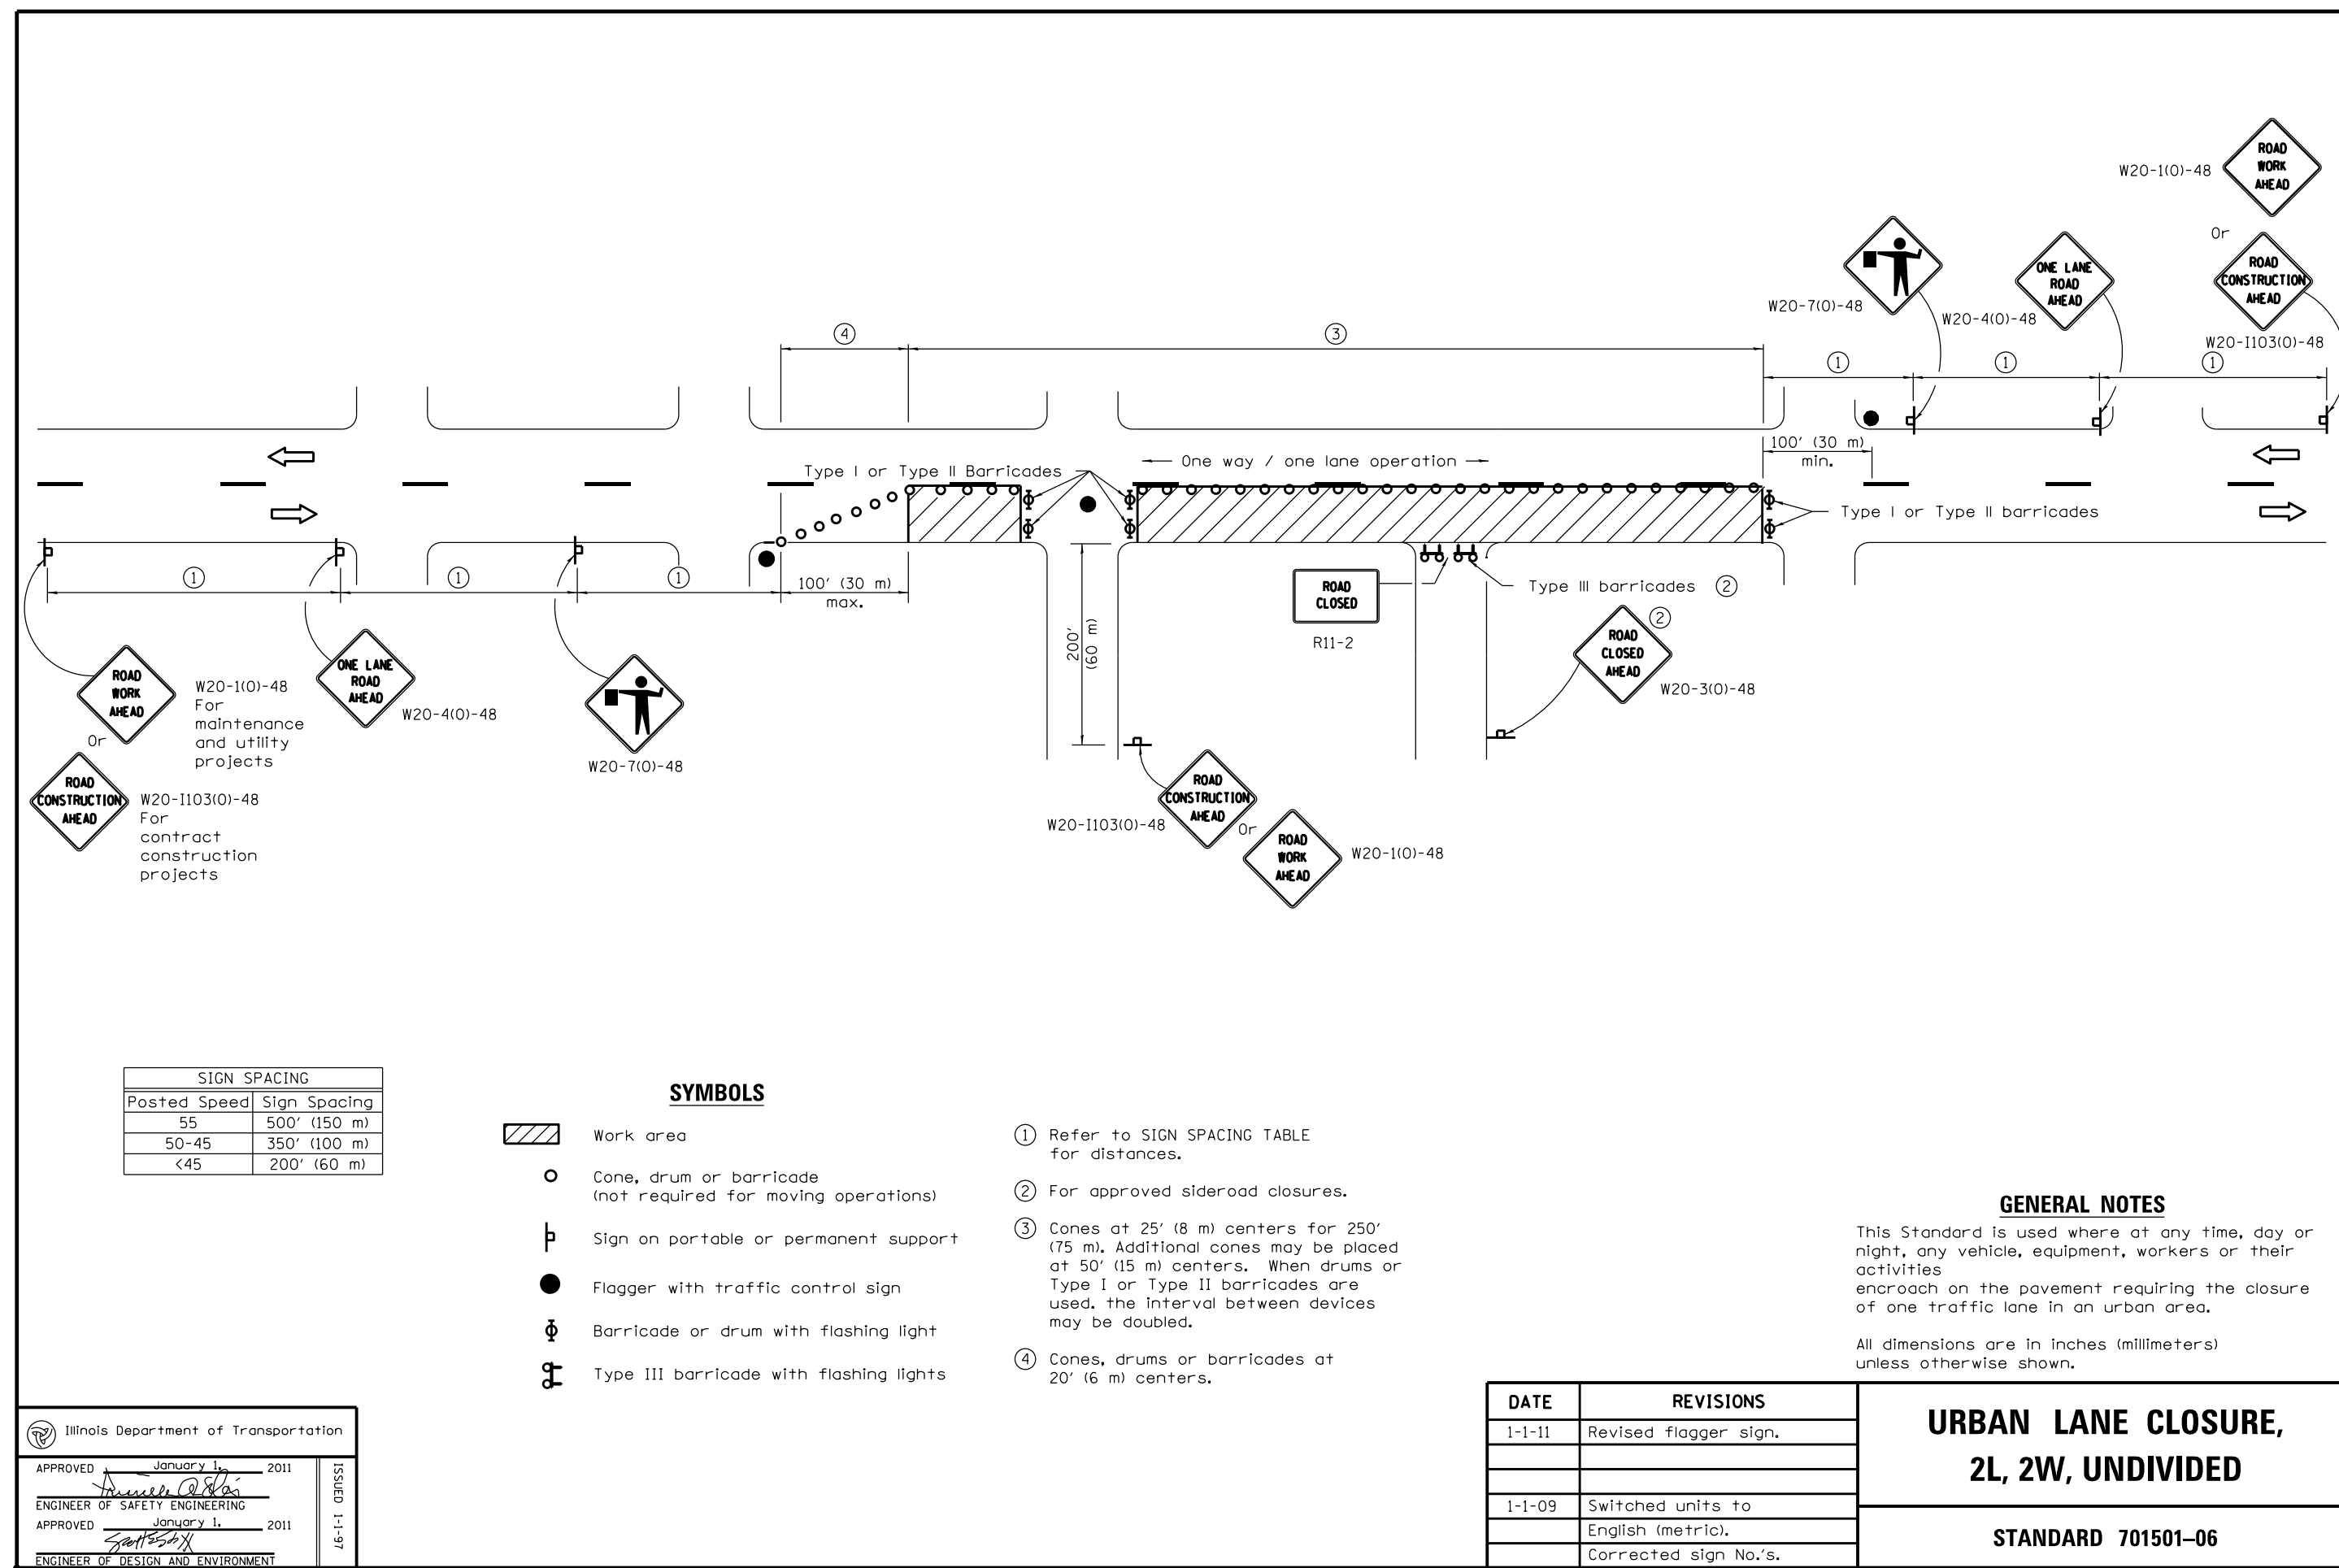 ROAD
WORK
AHEAD
W20-1(0)-48
Or
ROAD
CONSTRUCTION
AHEAD
W20-I103(0)-48
W20-7(0)-48
ONE LANE
ROAD
AHEAD
W20-4(0)-48
4
3
1
1
1
100' (30 m)
min.
Type I or Type II Barricades
One way / one lane operation
Type I or Type II barricades
1
1
1
100' (30 m)
max.
200'
(60 m)
ROAD
CLOSED
R11-2
Type III barricades 2
2
ROAD
CLOSED
AHEAD
W20-3(0)-48
ROAD
WORK
AHEAD
W20-1(0)-48
For
maintenance
and utility
projects
Or
ROAD
CONSTRUCTION
AHEAD
W20-I103(0)-48
For
contract
construction
projects
ONE LANE
ROAD
AHEAD
W20-4(0)-48
W20-7(0)-48
ROAD
CONSTRUCTION
AHEAD
W20-I103(0)-48
Or
ROAD
WORK
AHEAD
W20-1(0)-48
SIGN SPACING
Posted Speed Sign Spacing
55 500' (150 m)
50-45 350' (100 m)
<45 200' (60 m)
SYMBOLS
Work area
Cone, drum or barricade
(not required for moving operations)
Sign on portable or permanent support
Flagger with traffic control sign
Barricade or drum with flashing light
Type III barricade with flashing lights
1 Refer to SIGN SPACING TABLE
for distances.
2 For approved sideroad closures.
3 Cones at 25' (8 m) centers for 250'
(75 m). Additional cones may be placed
at 50' (15 m) centers. When drums or
Type I or Type II barricades are
used, the interval between devices
may be doubled.
4 Cones, drums or barricades at
20' (6 m) centers.
GENERAL NOTES
This Standard is used where at any time, day or
night, any vehicle, equipment, workers or their
activities
encroach on the pavement requiring the closure
of one traffic lane in an urban area.
All dimensions are in inches (millimeters)
unless otherwise shown.
Illinois Department of Transportation
APPROVED January 1, 2011
ENGINEER OF SAFETY ENGINEERING
APPROVED January 1, 2011
ENGINEER OF DESIGN AND ENVIRONMENT
ISSUED 1-1-97
DATE REVISIONS
1-1-11 Revised flagger sign.
1-1-09 Switched units to
English (metric).
Corrected sign No.'s.
URBAN LANE CLOSURE,
2L, 2W, UNDIVIDED
STANDARD 701501–06